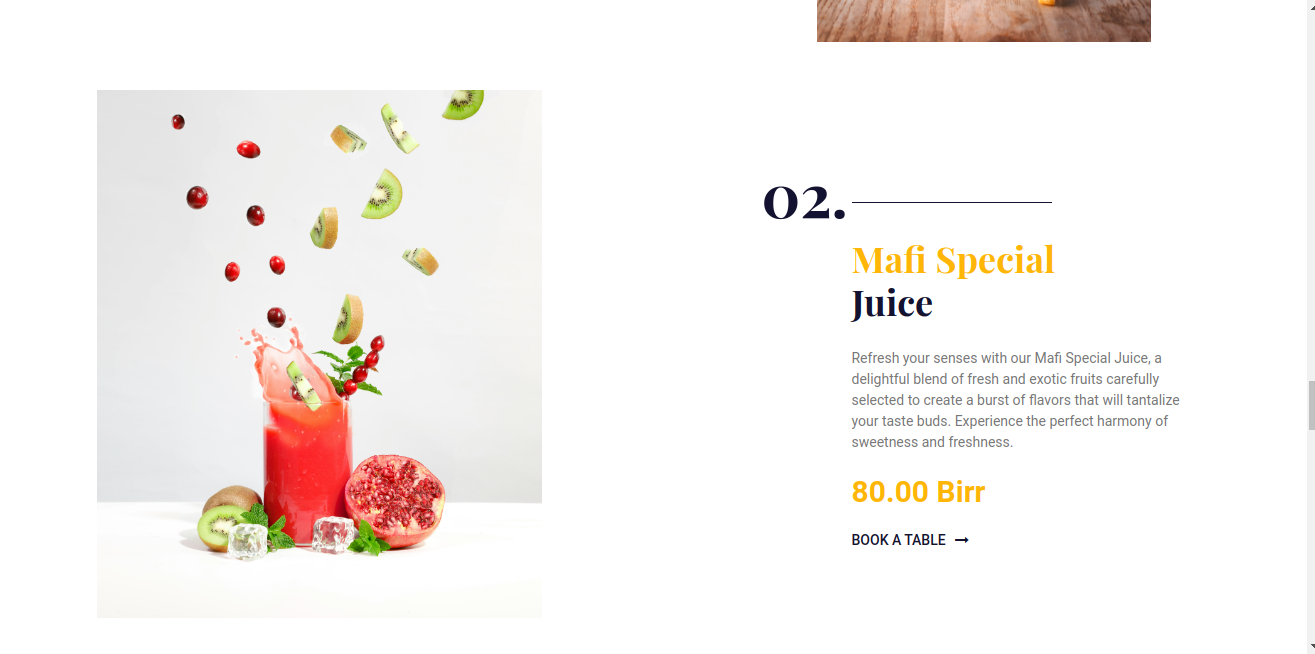 02.
Mafi Special
Juice
Refresh your senses with our Mafi Special Juice, a
delightful blend of fresh and exotic fruits carefully
selected to create a burst of flavors that will tantalize
your taste buds. Experience the perfect harmony of
sweetness and freshness.
80.00 Birr
BOOK A TABLE